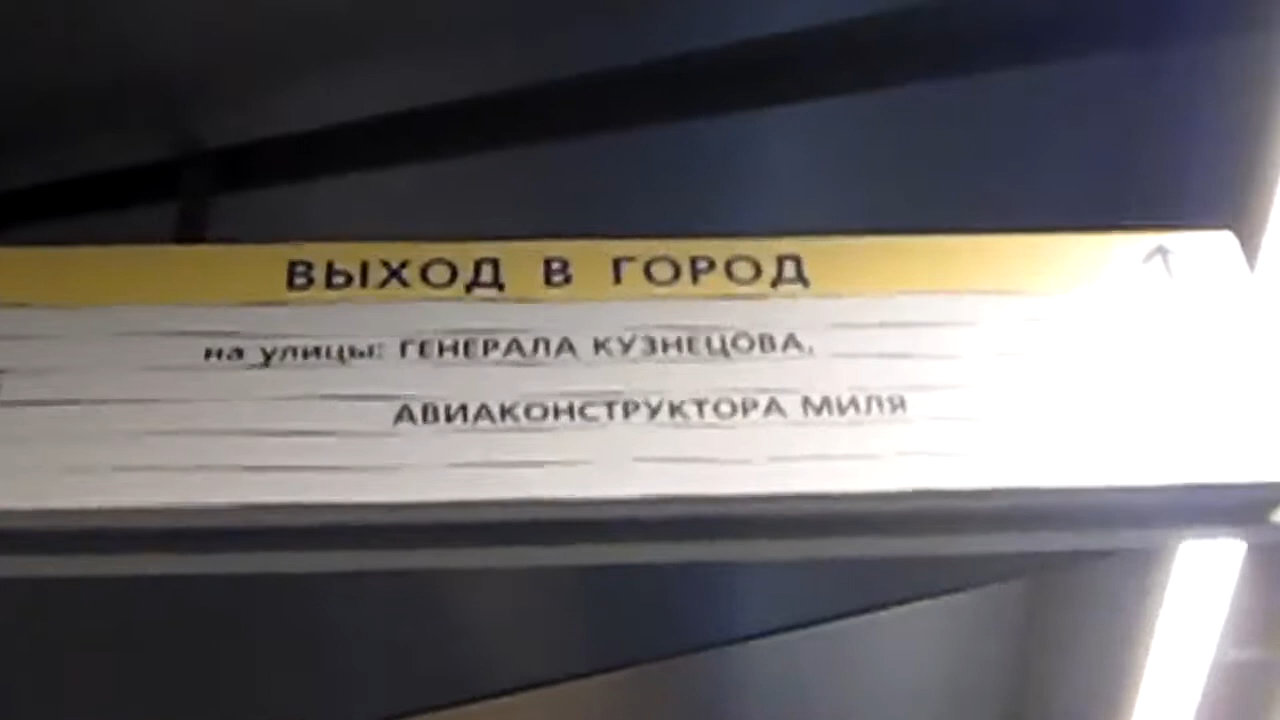 ВЫХОД В ГОРОД
на улицы: ГЕНЕРАЛА КУЗНЕЦОВА,
АВИАКОНСТРУКТОРА МИЛЯ